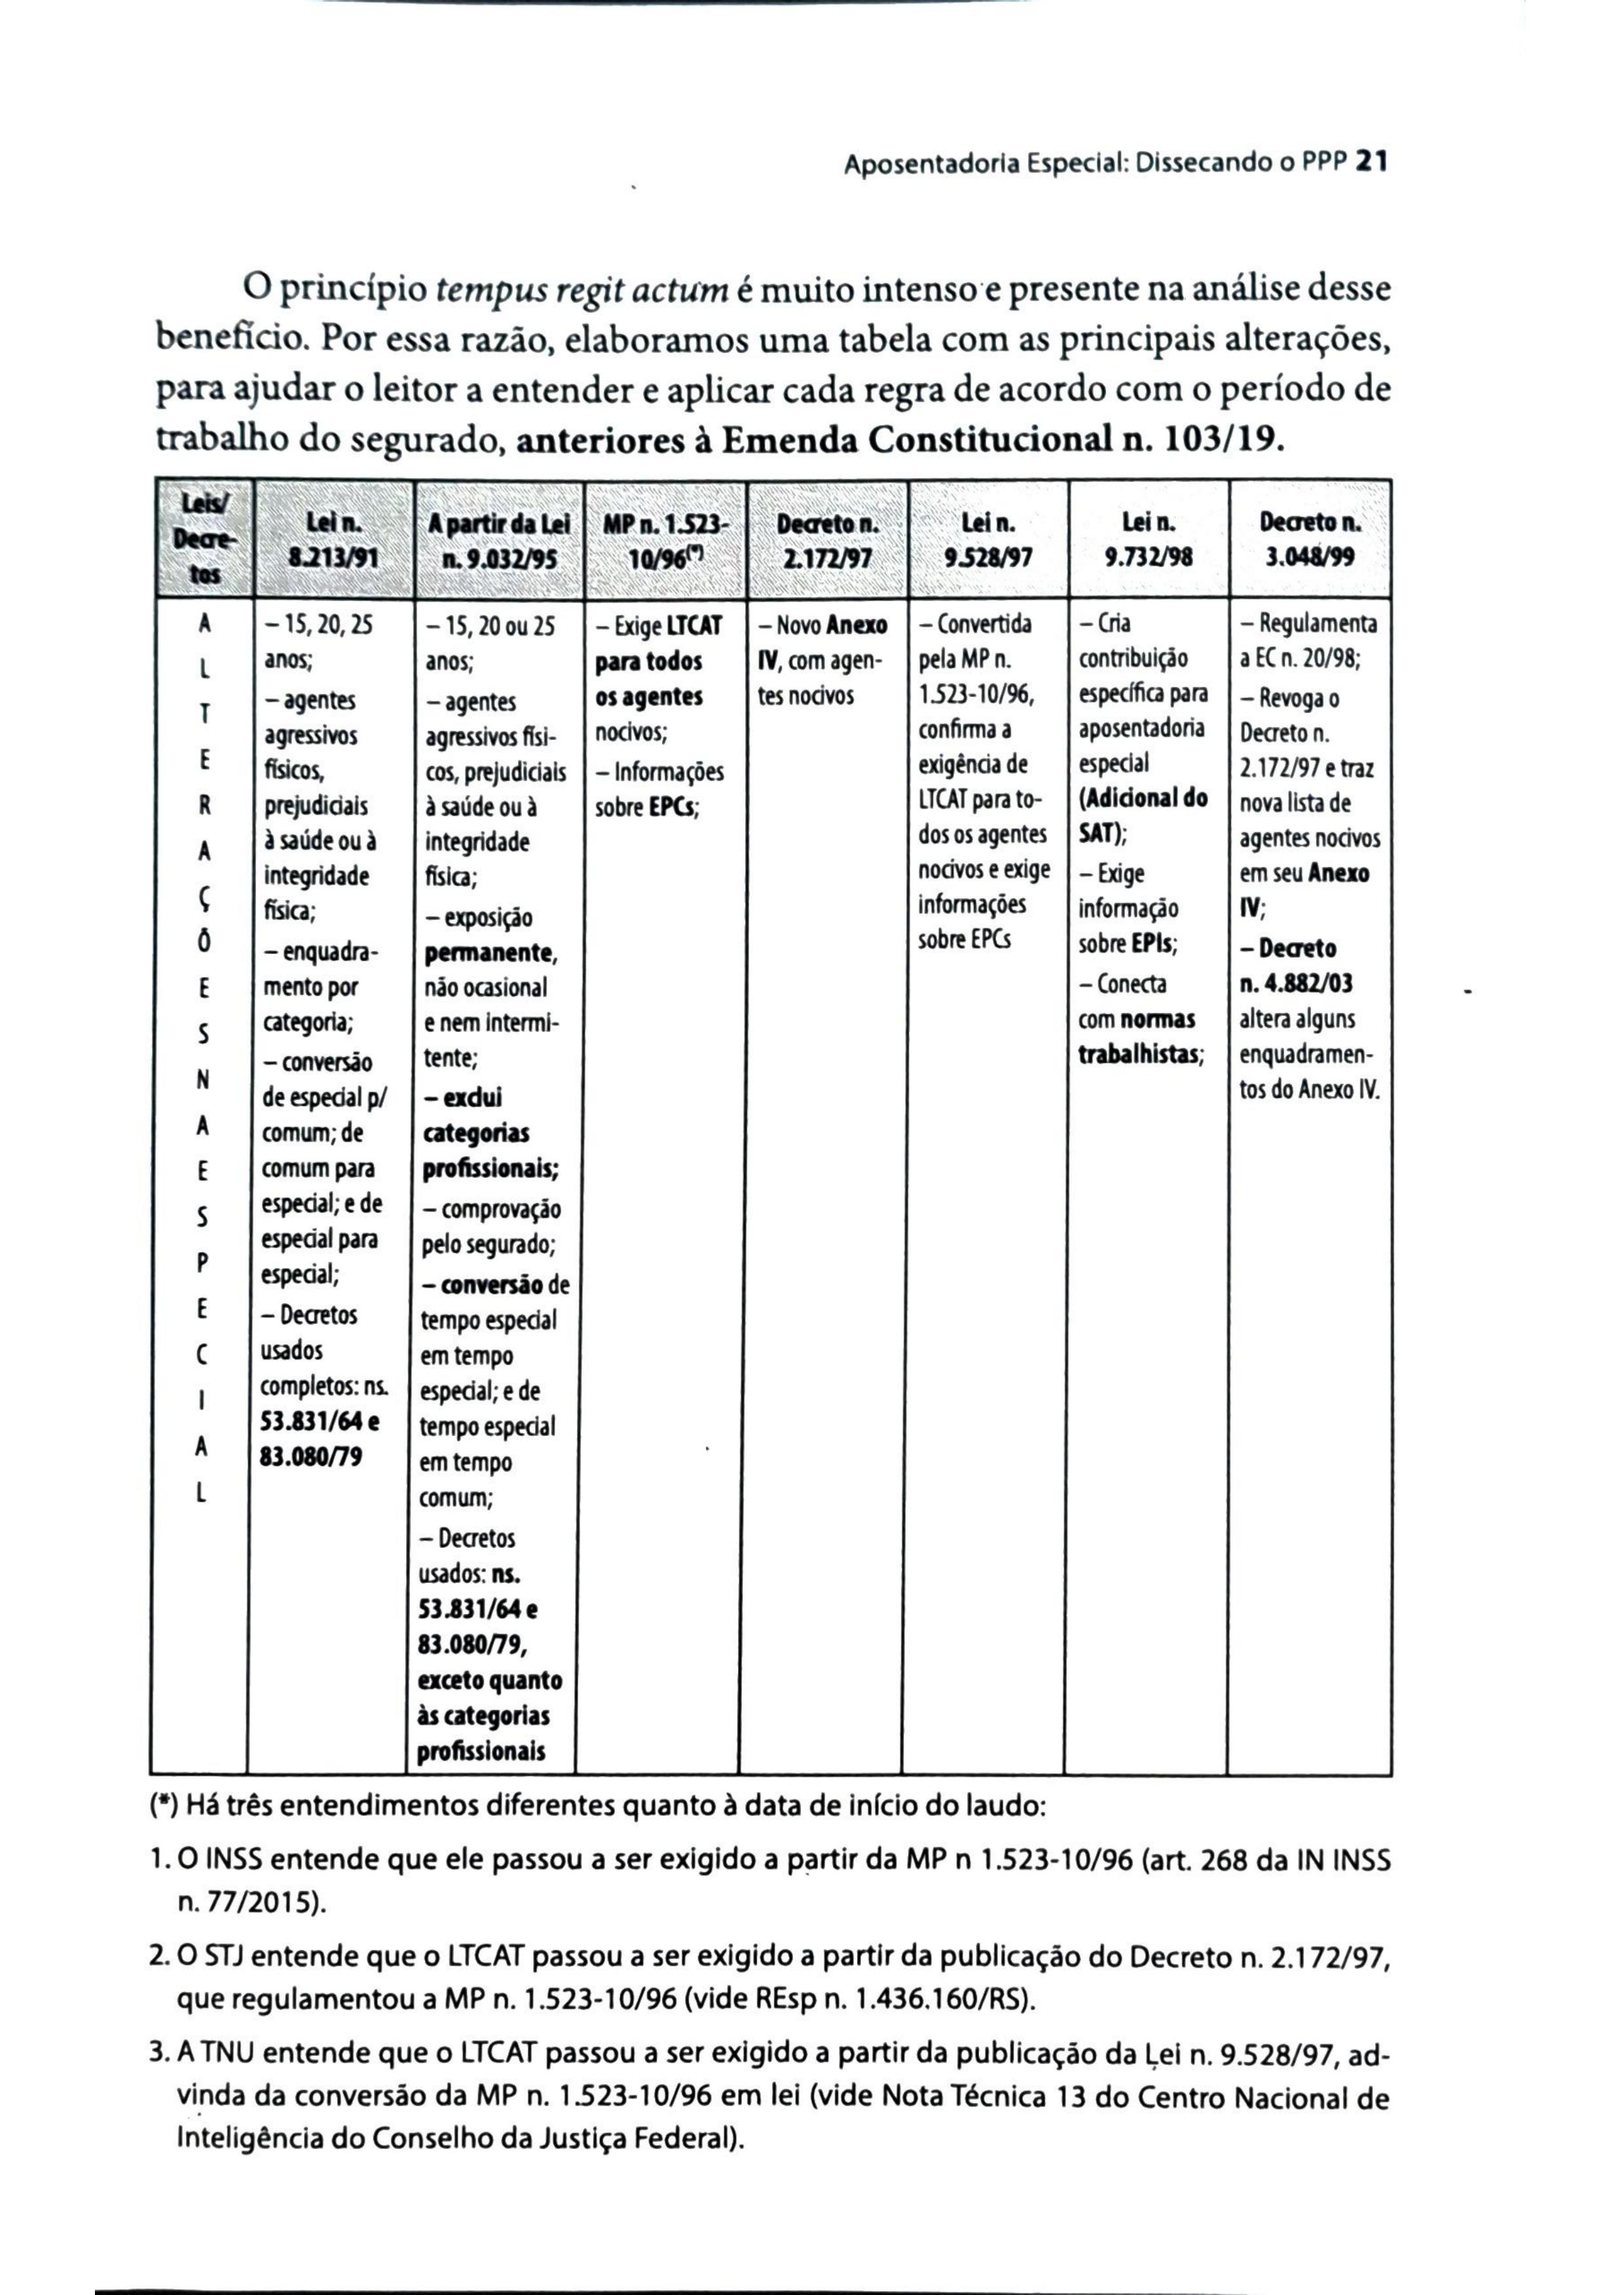 Aposentadoria Especial: Dissecando o PPP 21
O princípio tempus regit actum é muito intenso e presente na análise desse
benefício. Por essa razão, elaboramos uma tabela com as principais alterações,
para ajudar o leitor a entender e aplicar cada regra de acordo com o período de
trabalho do segurado, anteriores à Emenda Constitucional n. 103/19.
Leis/
Decre-
tos
Lei n.
8.213/91
A partir da Lei
n. 9.032/95
MP n. 1.523-
10/96(*)
Decreto n.
2.172/97
Lei n.
9.528/97
Lei n.
9.732/98
Decreto n.
3.048/99
A
L
T
E
R
A
Ç
Õ
E
S
N
A
E
S
P
E
C
I
A
L
– 15, 20, 25
anos;
– agentes
agressivos
físicos,
prejudiciais
à saúde ou à
integridade
física;
– enquadra-
mento por
categoria;
– conversão
de especial p/
comum; de
comum para
especial; e de
especial para
especial;
– Decretos
usados
completos: ns.
53.831/64 e
83.080/79
– 15, 20 ou 25
anos;
– agentes
agressivos físi-
cos, prejudiciais
à saúde ou à
integridade
física;
– exposição
permanente,
não ocasional
e nem intermi-
tente;
– exclui
categorias
profissionais;
– comprovação
pelo segurado;
– conversão de
tempo especial
em tempo
especial; e de
tempo especial
em tempo
comum;
– Decretos
usados: ns.
53.831/64 e
83.080/79,
exceto quanto
às categorias
profissionais
– Exige LTCAT
para todos
os agentes
nocivos;
– Informações
sobre EPCs;
– Novo Anexo
IV, com agen-
tes nocivos
– Convertida
pela MP n.
1.523-10/96,
confirma a
exigência de
LTCAT para to-
dos os agentes
nocivos e exige
informações
sobre EPCs
– Cria
contribuição
específica para
aposentadoria
especial
(Adicional do
SAT);
– Exige
informação
sobre EPIs;
– Conecta
com normas
trabalhistas;
– Regulamenta
a EC n. 20/98;
– Revoga o
Decreto n.
2.172/97 e traz
nova lista de
agentes nocivos
em seu Anexo
IV;
– Decreto
n. 4.882/03
altera alguns
enquadramen-
tos do Anexo IV.
(*) Há três entendimentos diferentes quanto à data de início do laudo:
1. O INSS entende que ele passou a ser exigido a partir da MP n 1.523-10/96 (art. 268 da IN INSS
n. 77/2015).
2. O STJ entende que o LTCAT passou a ser exigido a partir da publicação do Decreto n. 2.172/97,
que regulamentou a MP n. 1.523-10/96 (vide REsp n. 1.436.160/RS).
3. A TNU entende que o LTCAT passou a ser exigido a partir da publicação da Lei n. 9.528/97, ad-
vinda da conversão da MP n. 1.523-10/96 em lei (vide Nota Técnica 13 do Centro Nacional de
Inteligência do Conselho da Justiça Federal).